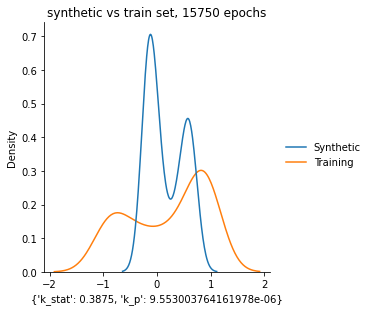 synthetic vs train set, 15750 epochs
0.7
0.6
0.5
0.4
0.3
0.2
0.1
0.0
Density
−2
−1
0
1
2
Synthetic
Training
{'k_stat': 0.3875, 'k_p': 9.553003764161978e-06}